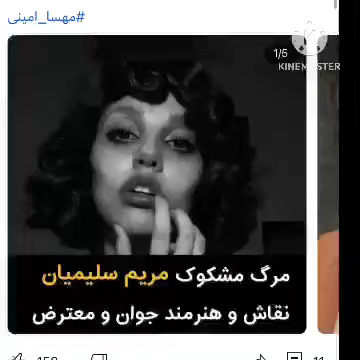 #مهسا_امینی
1/5
KINEMASTER
مرگ مشکوک مریم سلیمیان
نقاش و هنرمند جوان و معترض